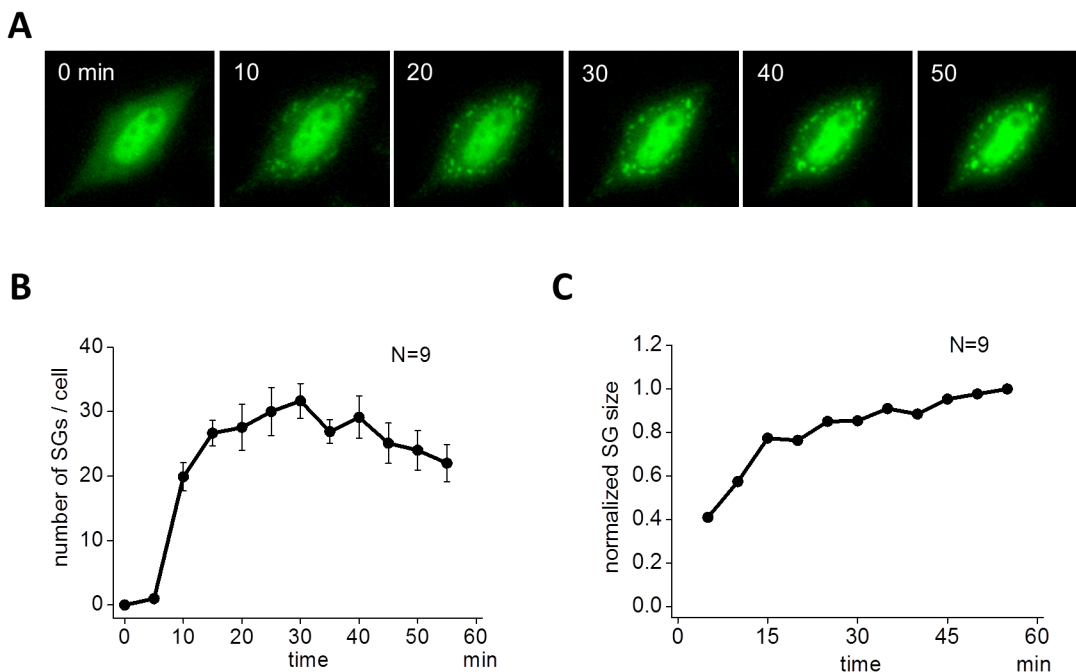 A
0 min 10 20 30 40 50
B
number of SGs / cell
N=9
40
30
20
10
0
0 10 20 30 40 50 60
time min
C
normalized SG size
N=9
1.2
1.0
0.8
0.6
0.4
0.2
0.0
0 15 30 45 60
time min